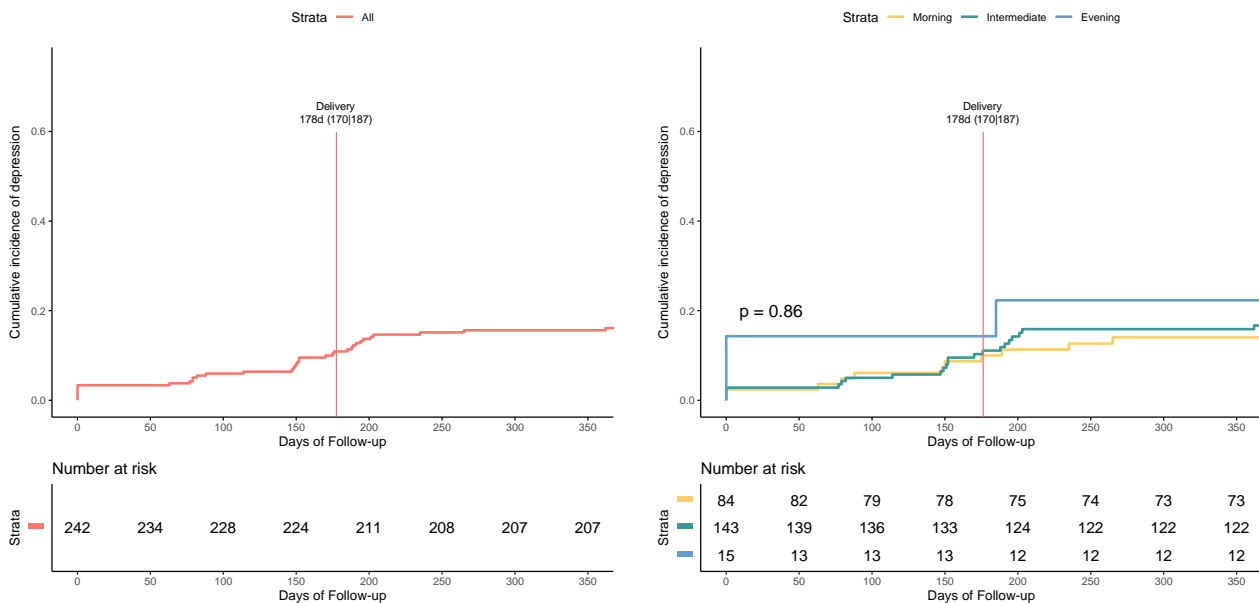 Strata All
Delivery
178d (170|187)
Cumulative incidence of depression
0.6
0.4
0.2
0.0
0 50 100 150 200 250 300 350
Days of Follow-up
Number at risk
Strata
242 234 228 224 211 208 207 207
0 50 100 150 200 250 300 350
Days of Follow-up
Strata Morning Intermediate Evening
Delivery
178d (170|187)
Cumulative incidence of depression
0.6
0.4
0.2
0.0
p = 0.86
0 50 100 150 200 250 300 350
Days of Follow-up
Number at risk
Strata
84 82 79 78 75 74 73 73
143 139 136 133 124 122 122 122
15 13 13 13 12 12 12 12
0 50 100 150 200 250 300 350
Days of Follow-up